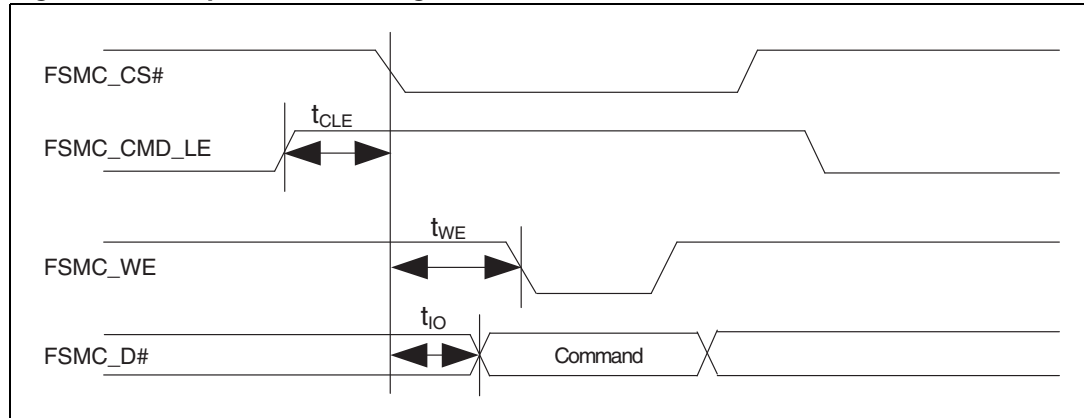 FSMC_CS#
tCLE
FSMC_CMD_LE
tWE
FSMC_WE
tIO
FSMC_D#
Command